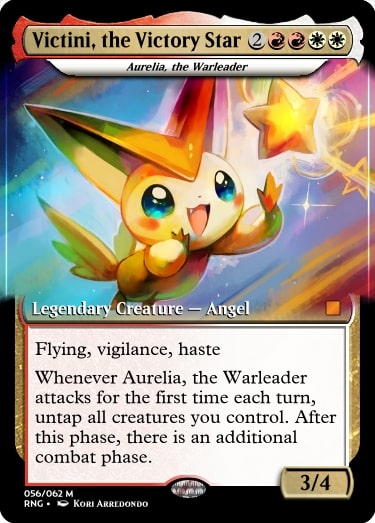 Victini, the Victory Star 2
Aurelia, the Warleader
Legendary Creature — Angel
Flying, vigilance, haste
Whenever Aurelia, the Warleader
attacks for the first time each turn,
untap all creatures you control. After
this phase, there is an additional
combat phase.
3/4
056/062 M
RNG • Kori Arredondo